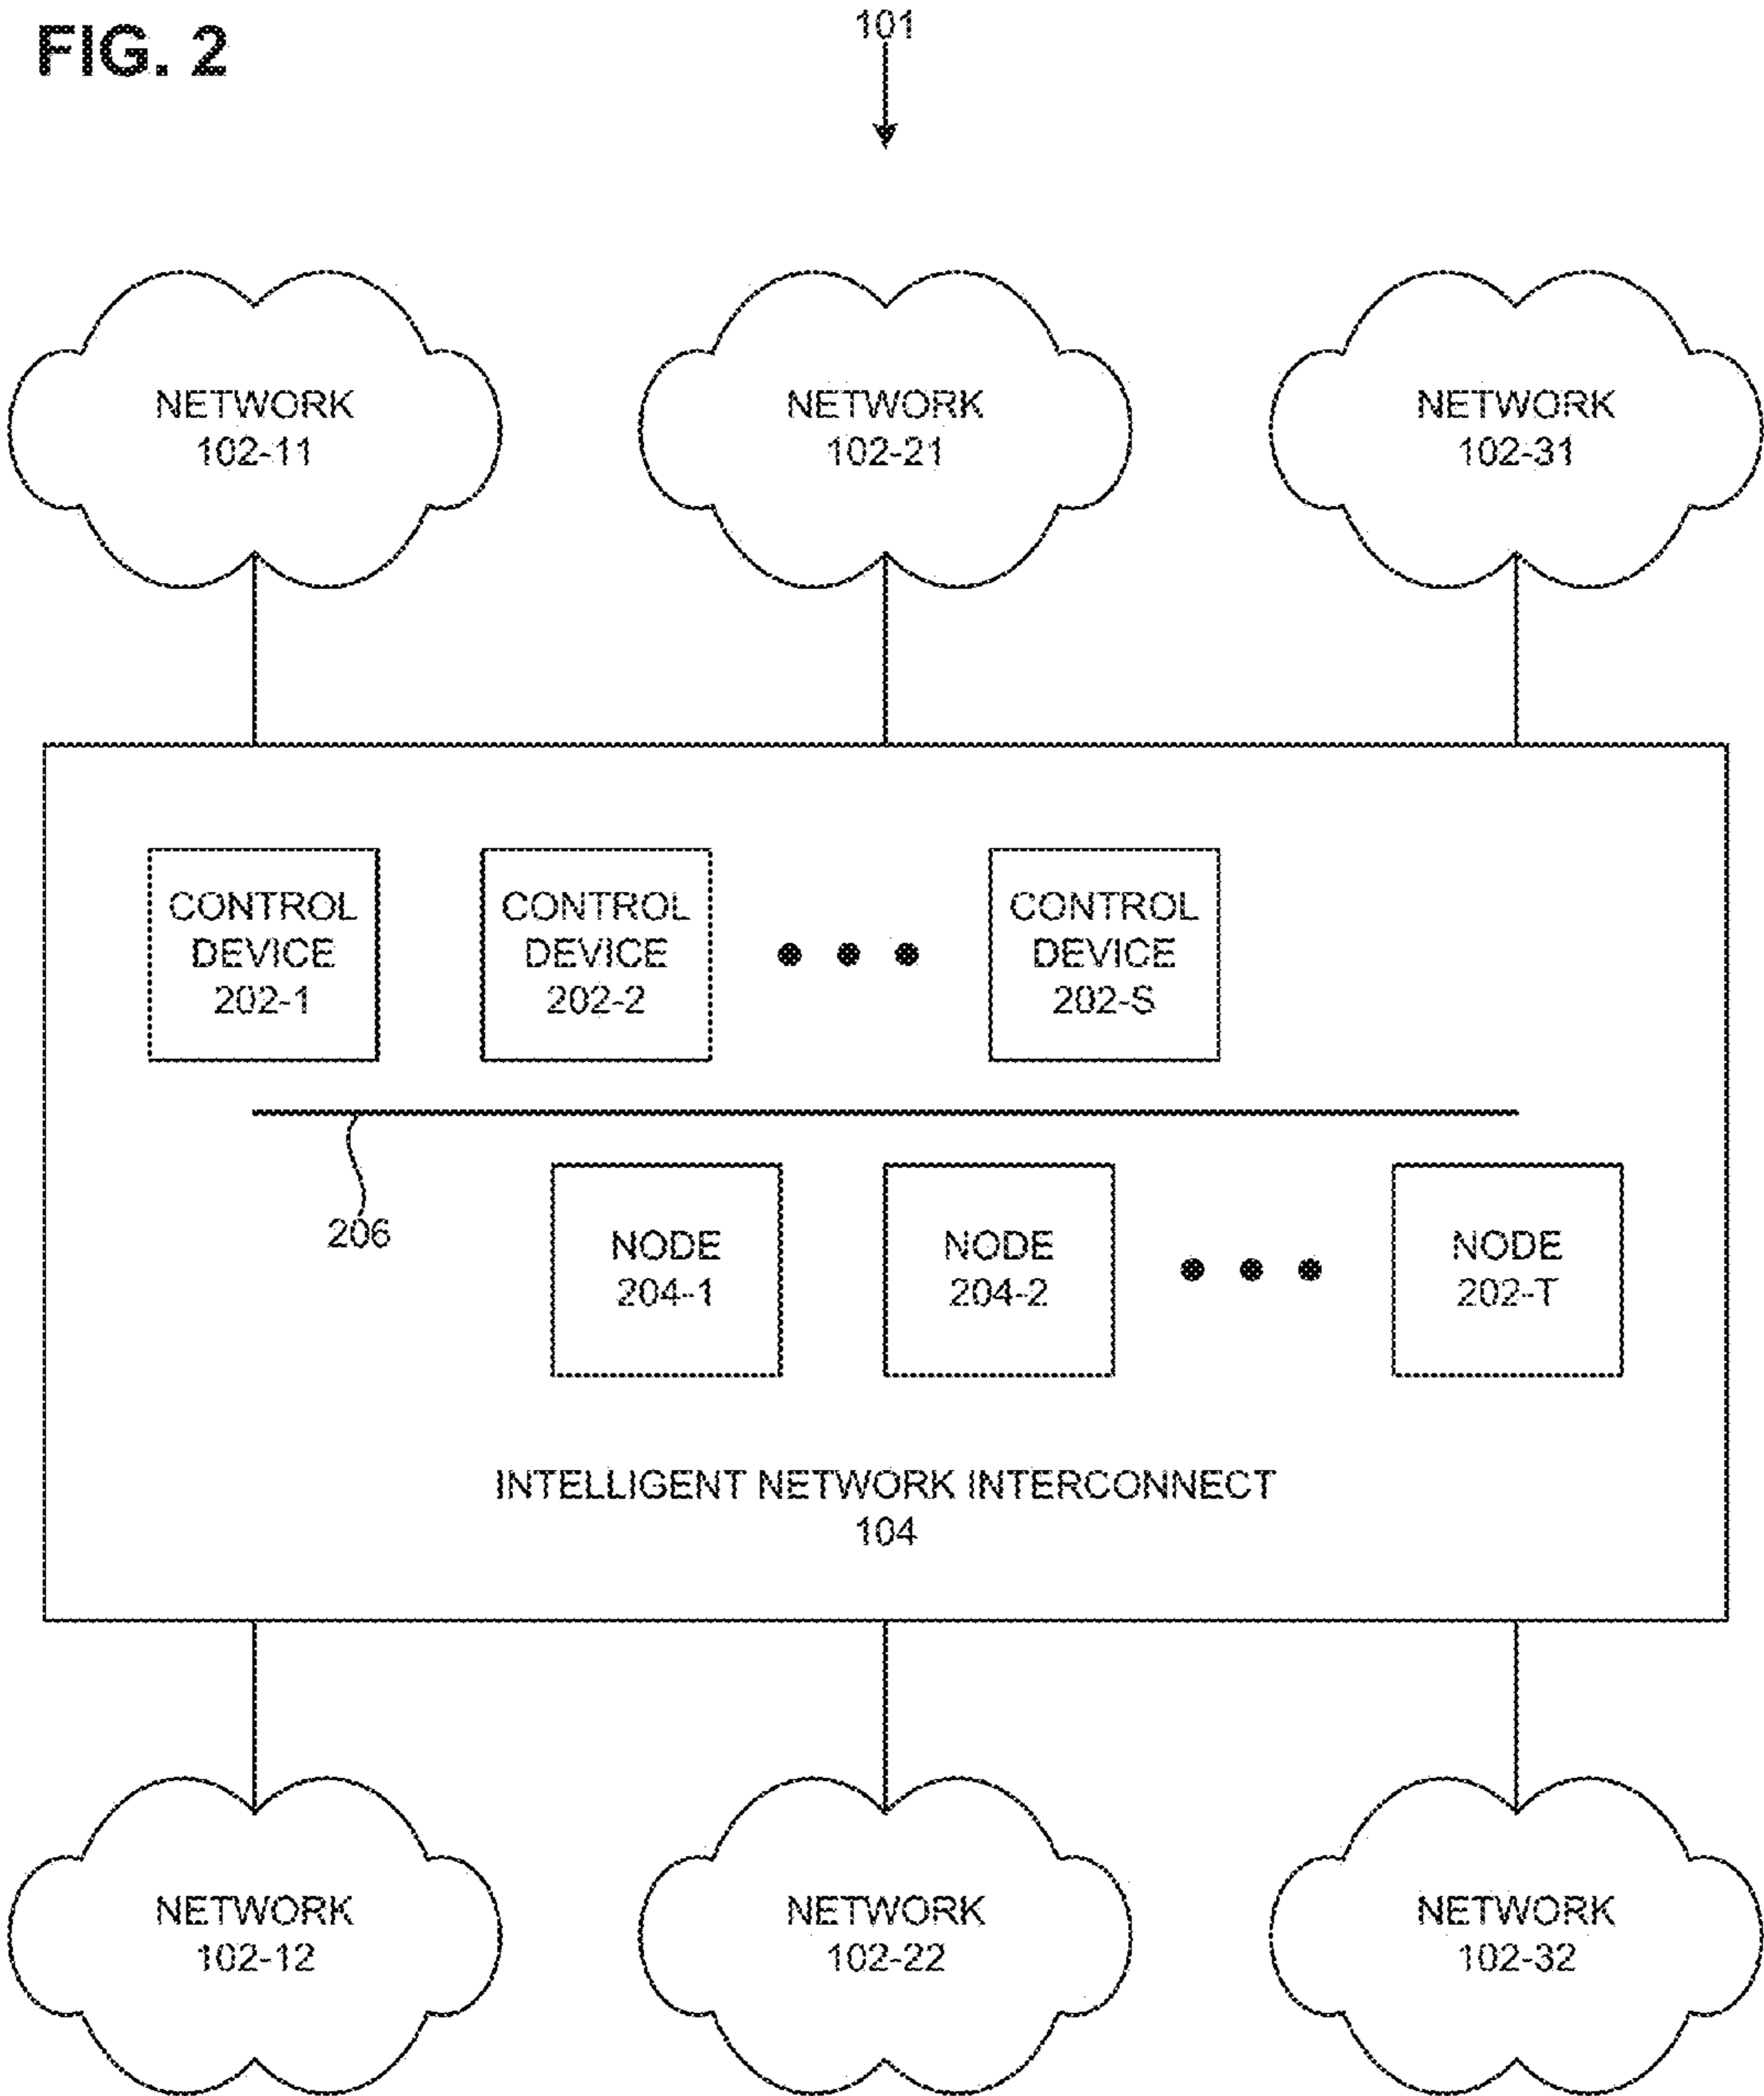 FIG. 2
101
NETWORK
102-11
NETWORK
102-21
NETWORK
102-31
CONTROL
DEVICE
202-1
CONTROL
DEVICE
202-2
CONTROL
DEVICE
202-S
206
NODE
204-1
NODE
204-2
NODE
202-T
INTELLIGENT NETWORK INTERCONNECT
104
NETWORK
102-12
NETWORK
102-22
NETWORK
102-32